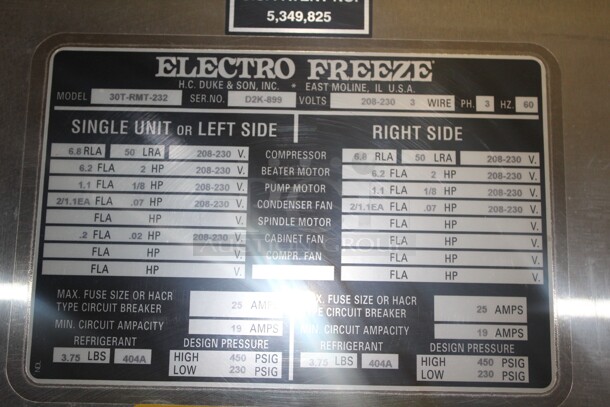 5,349,825
ELECTRO FREEZE
H.C. DUKE & SON, INC. • EAST MOLINE, IL U.S.A.
MODEL 30T-RMT-232 SER.NO. D2K-899 VOLTS 208-230 3 WIRE PH. 3 HZ. 60
SINGLE UNIT OR LEFT SIDE RIGHT SIDE
6.8 RLA 50 LRA 208-230 V. COMPRESSOR 6.8 RLA 50 LRA 208-230 V.
6.2 FLA 2 HP 208-230 V. BEATER MOTOR 6.2 FLA 2 HP 208-230 V.
1.1 FLA 1/8 HP 208-230 V. PUMP MOTOR 1.1 FLA 1/8 HP 208-230 V.
2/1.1EA FLA .07 HP 208-230 V. CONDENSER FAN 2/1.1EA FLA .07 HP 208-230 V.
FLA HP V. SPINDLE MOTOR FLA HP V.
.2 FLA .02 HP 208-230 V. CABINET FAN FLA HP V.
FLA HP V. COMPR. FAN FLA HP V.
FLA HP V. FLA HP V.
MAX. FUSE SIZE OR HACR TYPE CIRCUIT BREAKER 25 AMPS MAX. FUSE SIZE OR HACR TYPE CIRCUIT BREAKER 25 AMPS
MIN. CIRCUIT AMPACITY 19 AMPS MIN. CIRCUIT AMPACITY 19 AMPS
REFRIGERANT DESIGN PRESSURE REFRIGERANT DESIGN PRESSURE
3.75 LBS 404A HIGH 450 PSIG 3.75 LBS 404A HIGH 450 PSIG
LOW 230 PSIG LOW 230 PSIG